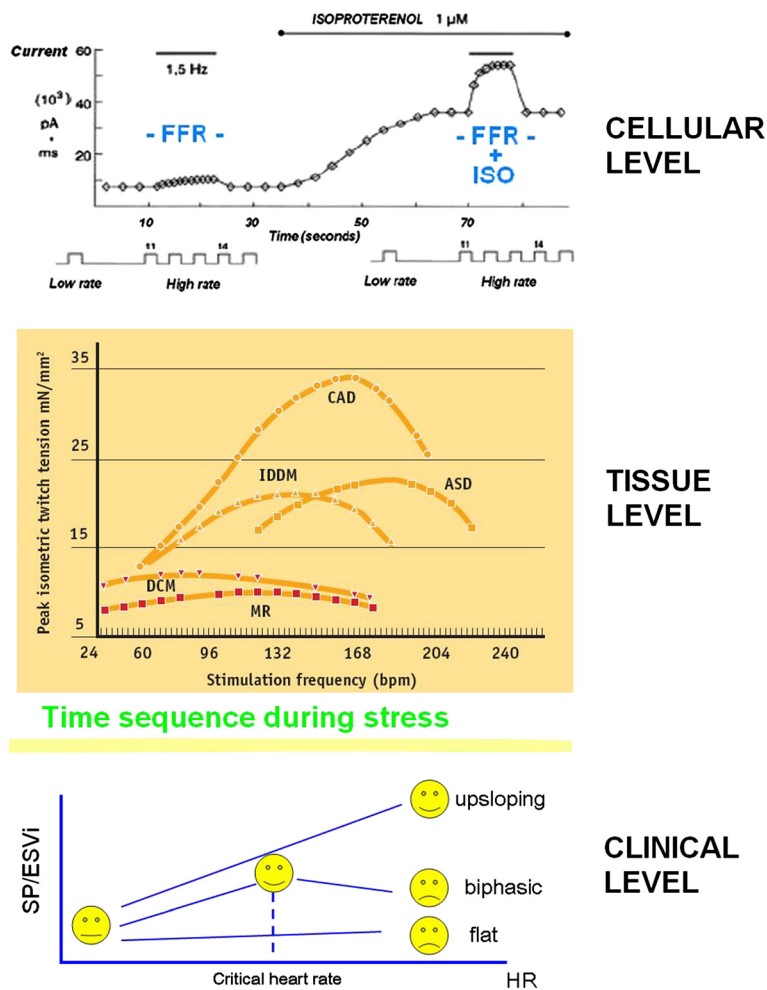 ISOPROTERENOL 1 µM
Current
(10³)
pA
•
ms
60
40
20
1,5 Hz
- FFR -
- FFR -
+
ISO
10
30
50
70
Time(seconds)
t1
t4
t1
t4
Low rate
High rate
Low rate
High rate
CELLULAR
LEVEL
Peak isometric twitch tension mN/mm²
35
25
15
5
CAD
IDDM
ASD
DCM
MR
24
60
96
132
168
204
240
Stimulation frequency (bpm)
TISSUE
LEVEL
Time sequence during stress
SP/ESVi
upsloping
biphasic
flat
Critical heart rate
HR
CLINICAL
LEVEL